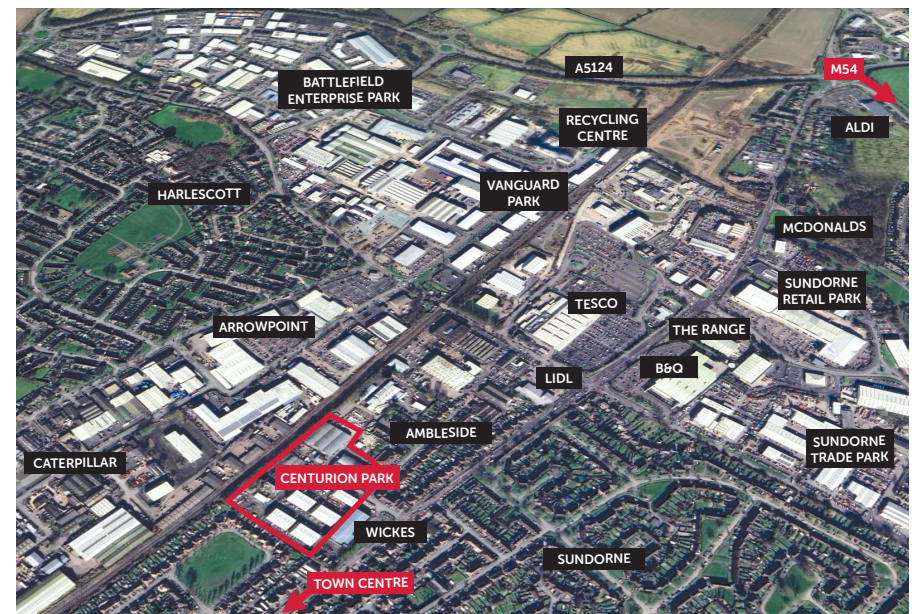 A5124
M54
BATTLEFIELD
ENTERPRISE PARK
RECYCLING
CENTRE
ALDI
HARLESCOTT
VANGUARD
PARK
MCDONALDS
SUNDORNE
RETAIL PARK
TESCO
ARROWPOINT
THE RANGE
B&Q
LIDL
AMBLESIDE
SUNDORNE
TRADE PARK
CATERPILLAR
CENTURION PARK
WICKES
SUNDORNE
TOWN CENTRE